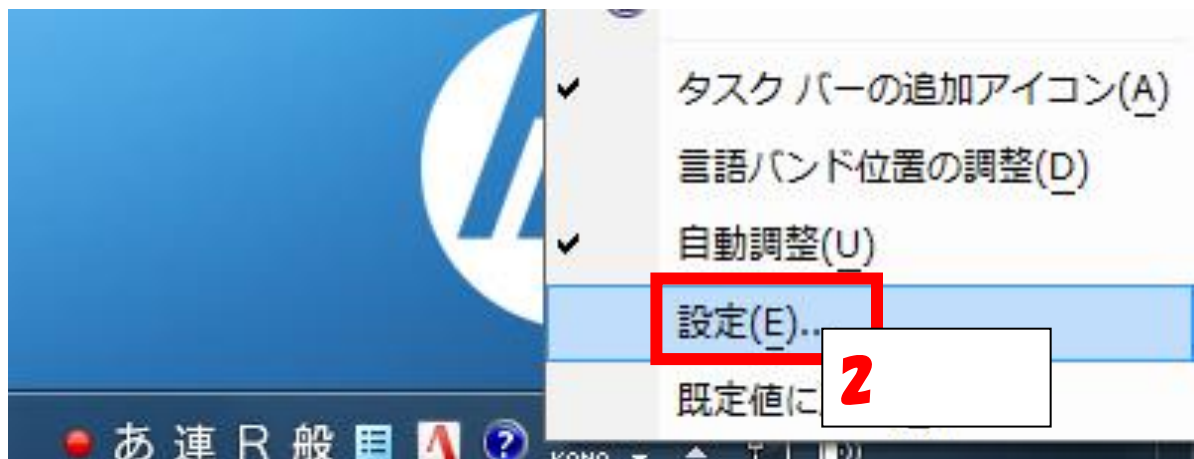 タスク バーの追加アイコン(A)
言語バンド位置の調整(D)
自動調整(U)
設定(E)..
2
既定値に
あ 連 R 般
KANA